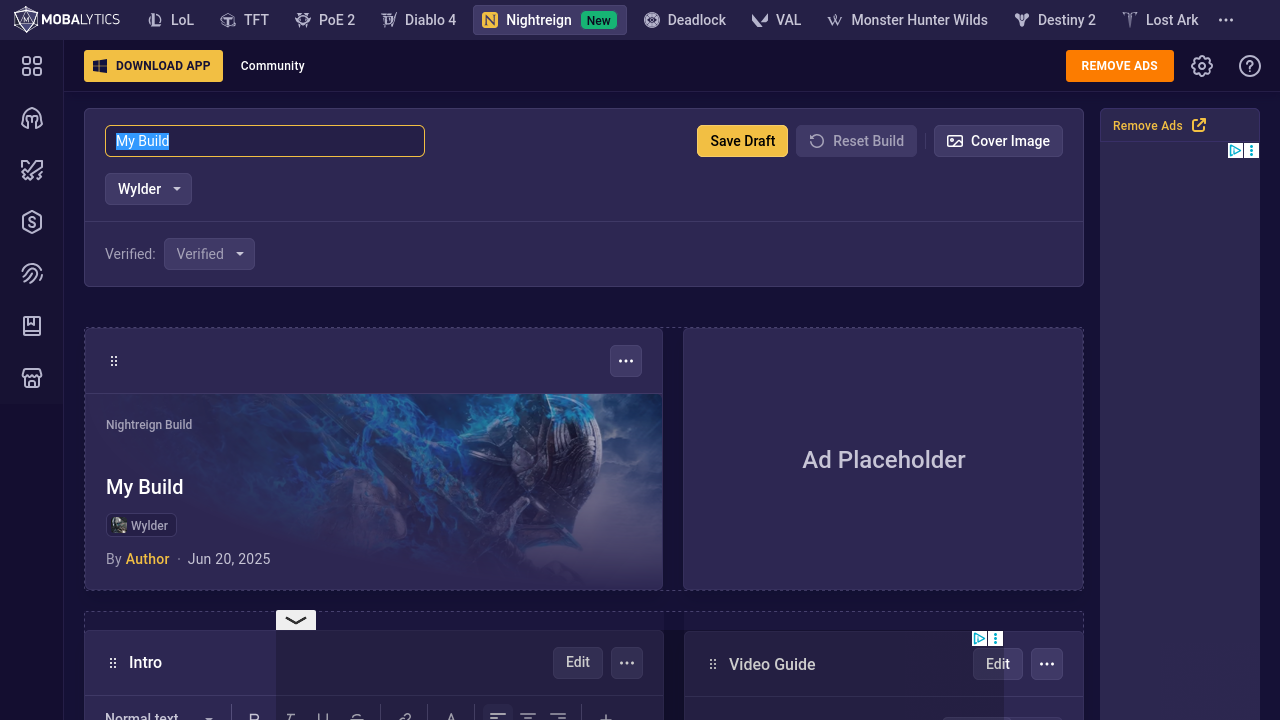 MOBALYTICS LoL TFT PoE 2 Diablo 4 Nightreign New Deadlock VAL Monster Hunter Wilds Destiny 2 Lost Ark
DOWNLOAD APP Community REMOVE ADS
My Build Save Draft Reset Build Cover Image Remove Ads
Wylder
Verified: Verified
Nightreign Build
Ad Placeholder
My Build
Wylder
By Author · Jun 20, 2025
Intro Edit Video Guide Edit
Normal text B I U S A